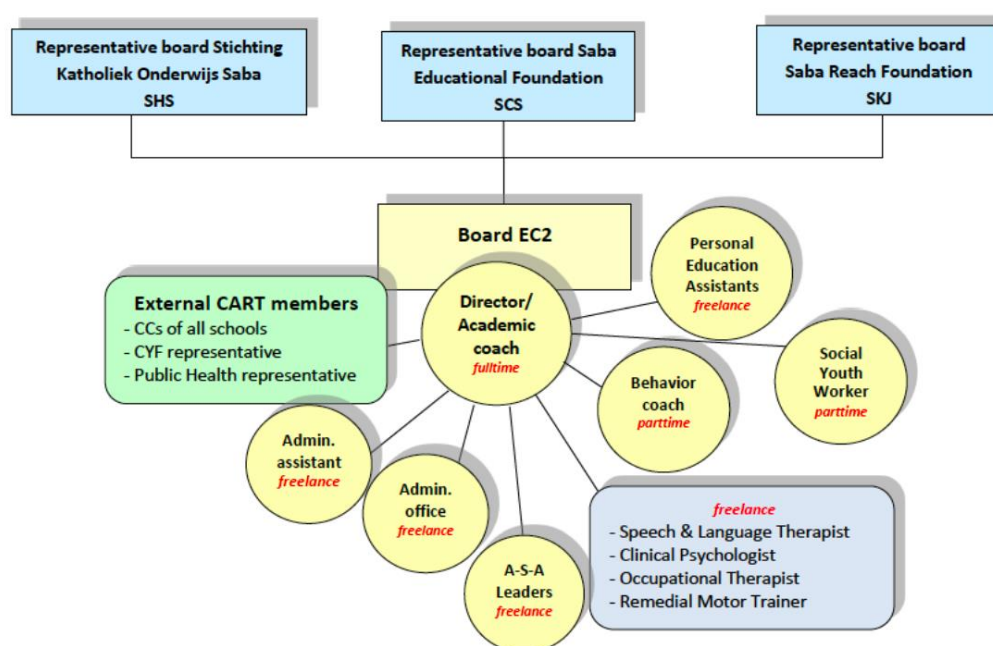 Representative board Stichting
Katholiek Onderwijs Saba
SHS
Representative board Saba
Educational Foundation
SCS
Representative board
Saba Reach Foundation
SKJ
Board EC2
Personal
Education
Assistants
freelance
External CART members
- CCs of all schools
- CYF representative
- Public Health representative
Director/
Academic
coach
fulltime
Social
Youth
Worker
parttime
Behavior
coach
parttime
Admin.
assistant
freelance
Admin.
office
freelance
A-S-A
Leaders
freelance
freelance
- Speech & Language Therapist
- Clinical Psychologist
- Occupational Therapist
- Remedial Motor Trainer